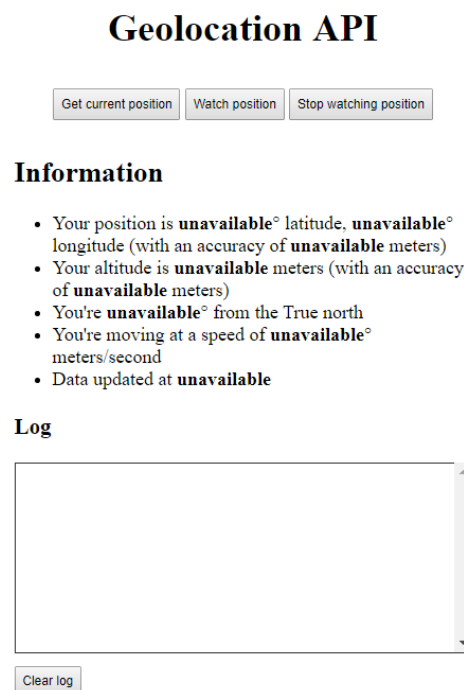 Geolocation API
Get current position Watch position Stop watching position
Information
• Your position is unavailable° latitude, unavailable°
longitude (with an accuracy of unavailable meters)
• Your altitude is unavailable meters (with an accuracy
of unavailable meters)
• You're unavailable° from the True north
• You're moving at a speed of unavailable°
meters/second
• Data updated at unavailable
Log
Clear log